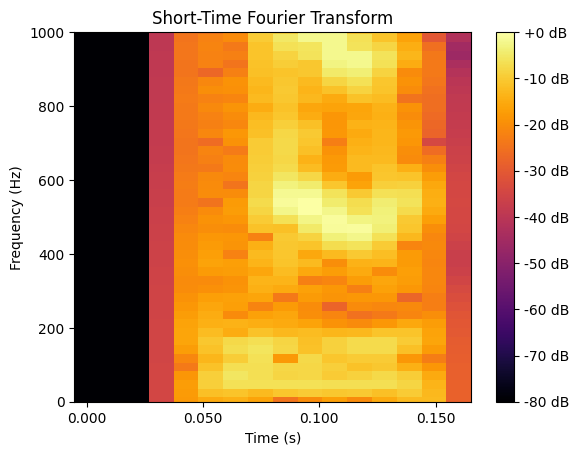 Short-Time Fourier Transform
1000
800
600
400
200
0
Frequency (Hz)
0.000
0.050
0.100
0.150
Time (s)
+0 dB
-10 dB
-20 dB
-30 dB
-40 dB
-50 dB
-60 dB
-70 dB
-80 dB